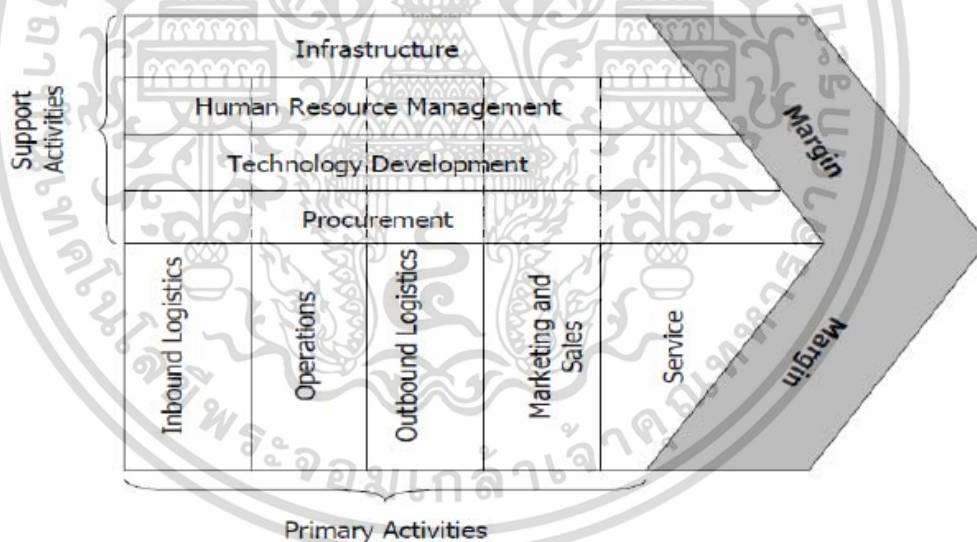 Support
Activities
Infrastructure
Human Resource Management
Technology Development
Procurement
Inbound Logistics
Operations
Outbound Logistics
Marketing and
Sales
Service
Margin
Margin
Primary Activities